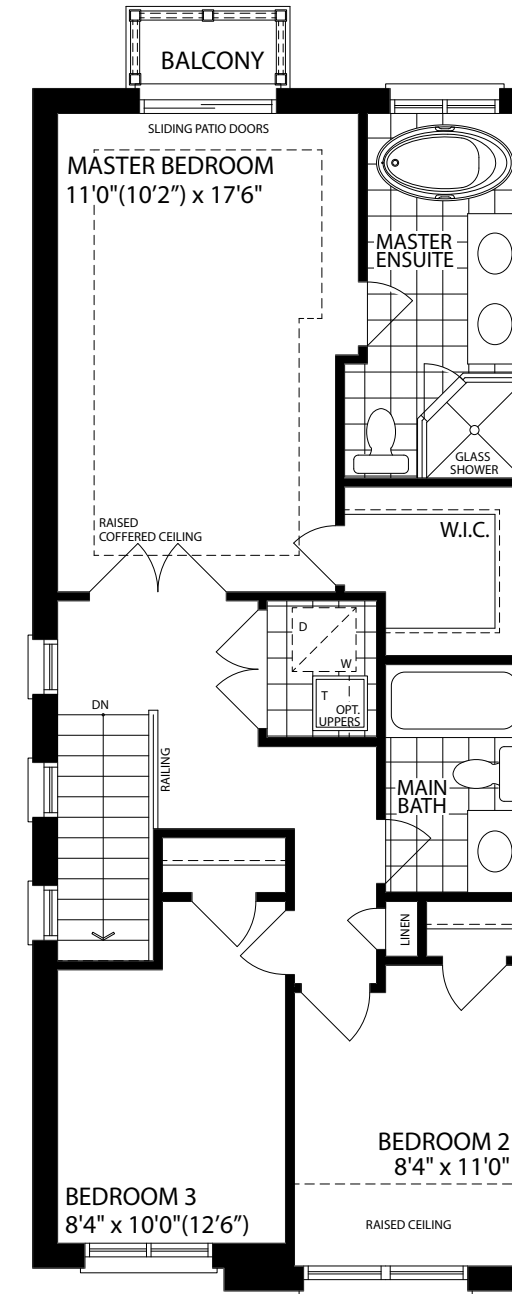 BALCONY
SLIDING PATIO DOORS
MASTER BEDROOM
11'0"(10'2") x 17'6"
MASTER
ENSUITE
GLASS
SHOWER
RAISED
COFFERED CEILING
W.I.C.
D
W
T
OPT.
UPPERS
DN
RAILING
MAIN
BATH
LINEN
BEDROOM 2
8'4" x 11'0"
BEDROOM 3
8'4" x 10'0"(12'6")
RAISED CEILING